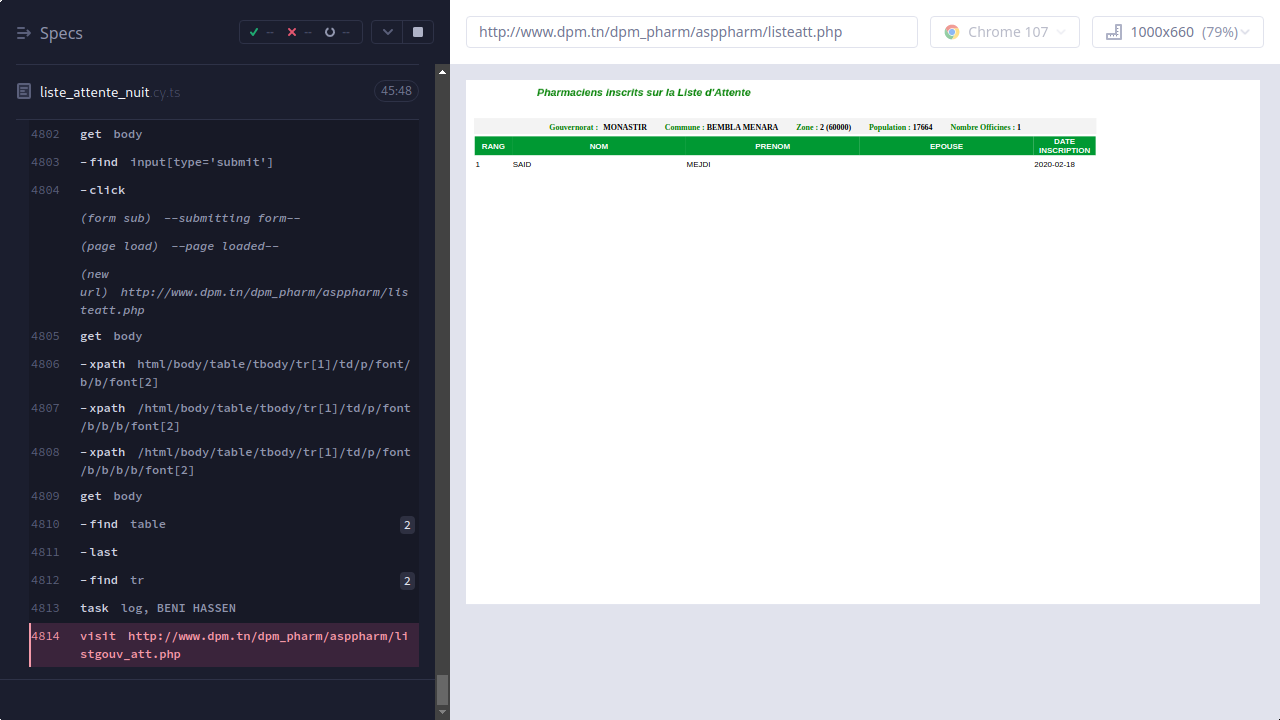 Specs
--
--
--
liste_attente_nuit.cy.ts
45:48
4802 get body
4803 -find input[type='submit']
4804 -click
(form sub) --submitting form--
(page load) --page loaded--
(new
url) http://www.dpm.tn/dpm_pharm/asppharm/lis
teatt.php
4805 get body
4806 -xpath html/body/table/tbody/tr[1]/td/p/font/
b/b/font[2]
4807 -xpath /html/body/table/tbody/tr[1]/td/p/font
/b/b/b/font[2]
4808 -xpath /html/body/table/tbody/tr[1]/td/p/font
/b/b/b/b/font[2]
4809 get body
4810 -find table 2
4811 -last
4812 -find tr 2
4813 task log, BENI HASSEN
4814 visit http://www.dpm.tn/dpm_pharm/asppharm/li
stgouv_att.php
http://www.dpm.tn/dpm_pharm/asppharm/listeatt.php
Chrome 107
1000x660 (79%)
Pharmaciens inscrits sur la Liste d'Attente
Gouvernorat : MONASTIR Commune : BEMBLA MENARA Zone : 2 (60000) Population : 17664 Nombre Officines : 1
RANG NOM PRENOM EPOUSE DATE
INSCRIPTION
1 SAID MEJDI 2020-02-18